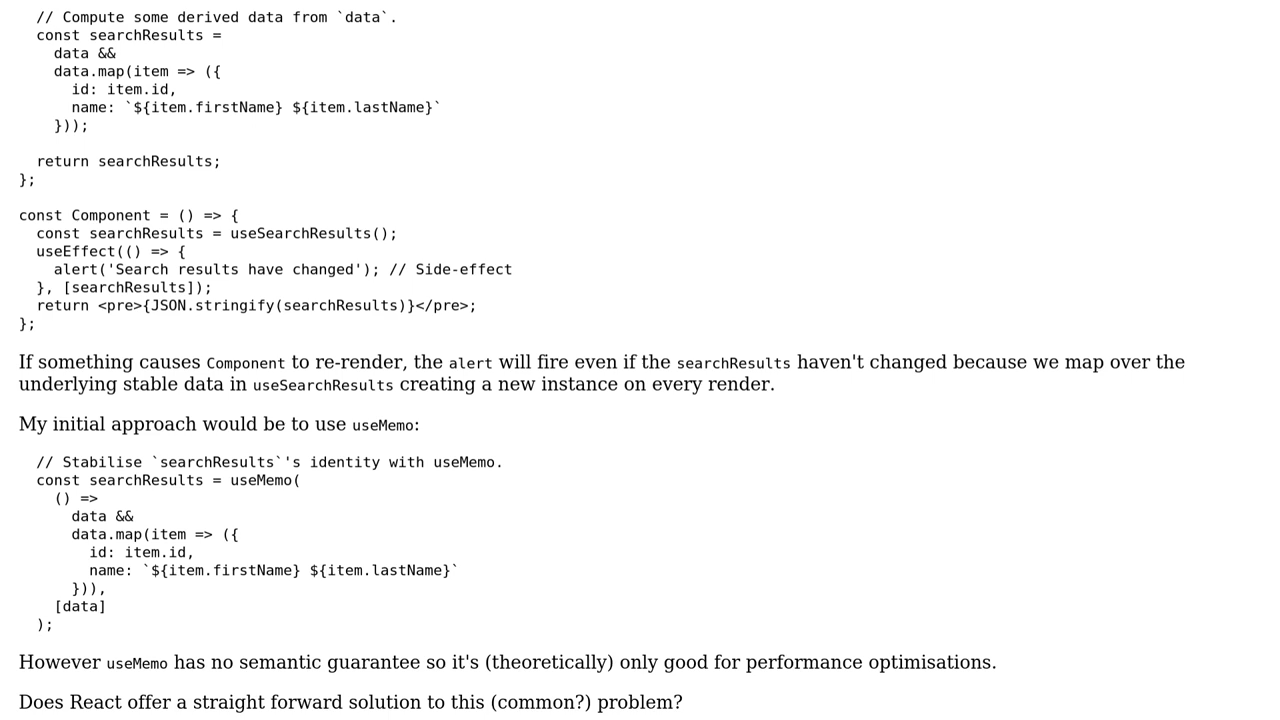 // Compute some derived data from `data`.
const searchResults =
data &&
data.map(item => ({
id: item.id,
name: `${item.firstName} ${item.lastName}`
}));
return searchResults;
};
const Component = () => {
const searchResults = useSearchResults();
useEffect(() => {
alert('Search results have changed'); // Side-effect
}, [searchResults]);
return <pre>{JSON.stringify(searchResults)}</pre>;
};
If something causes Component to re-render, the alert will fire even if the searchResults haven't changed because we map over the
underlying stable data in useSearchResults creating a new instance on every render.
My initial approach would be to use useMemo:
// Stabilise `searchResults`'s identity with useMemo.
const searchResults = useMemo(
() =>
data &&
data.map(item => ({
id: item.id,
name: `${item.firstName} ${item.lastName}`
})),
[data]
);
However useMemo has no semantic guarantee so it's (theoretically) only good for performance optimisations.
Does React offer a straight forward solution to this (common?) problem?